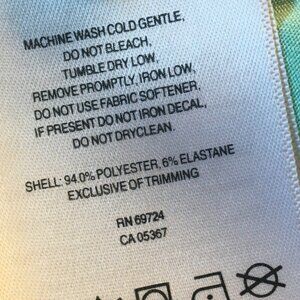 MACHINE WASH COLD GENTLE,
DO NOT BLEACH,
TUMBLE DRY LOW,
REMOVE PROMPTLY, IRON LOW,
DO NOT USE FABRIC SOFTENER,
IF PRESENT DO NOT IRON DECAL,
DO NOT DRYCLEAN.
SHELL: 94.0% POLYESTER, 6% ELASTANE
EXCLUSIVE OF TRIMMING
RN 69724
CA 05367